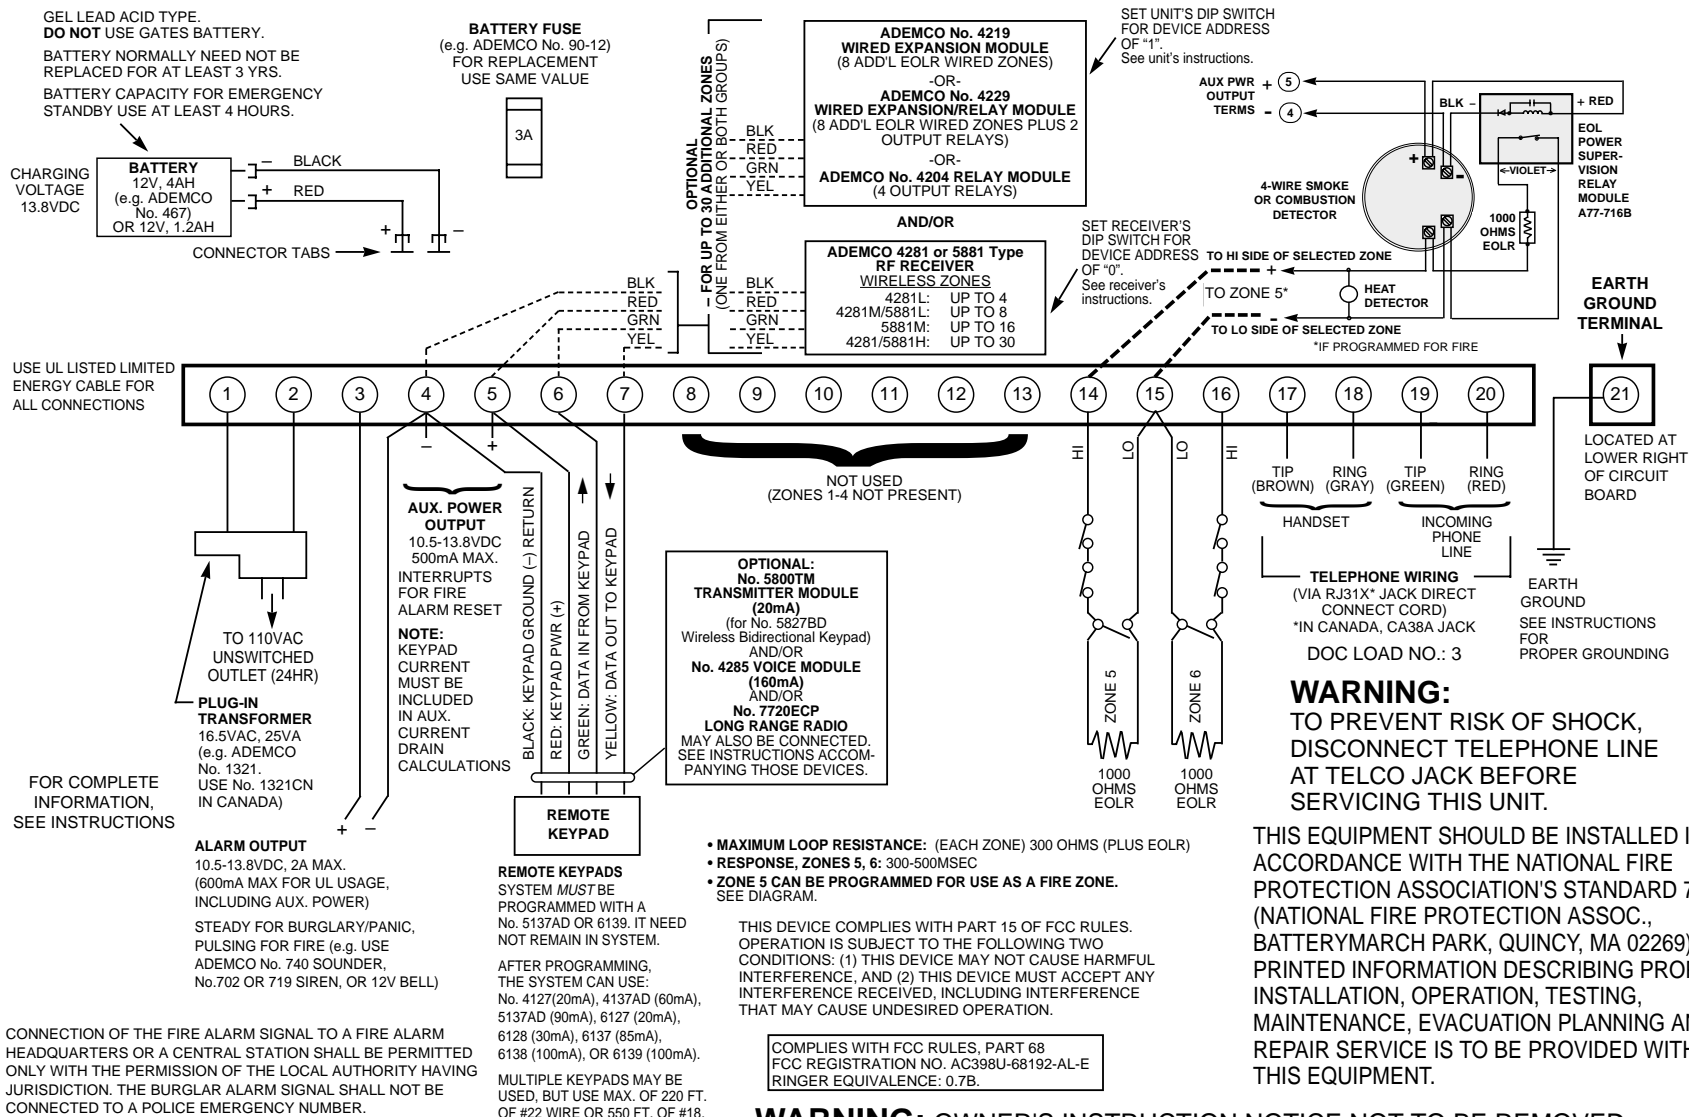 GEL LEAD ACID TYPE.
DO NOT USE GATES BATTERY.
BATTERY NORMALLY NEED NOT BE
REPLACED FOR AT LEAST 3 YRS.
BATTERY CAPACITY FOR EMERGENCY
STANDBY USE AT LEAST 4 HOURS.
CHARGING
VOLTAGE
13.8VDC
BATTERY
12V, 4AH
(e.g. ADEMCO
No. 467)
OR 12V, 1.2AH
– BLACK
+ RED
+ –
CONNECTOR TABS
BATTERY FUSE
(e.g. ADEMCO No. 90-12)
FOR REPLACEMENT
USE SAME VALUE
3A
OPTIONAL
– FOR UP TO 30 ADDITIONAL ZONES
(ONE FROM EITHER OR BOTH GROUPS)
BLK
RED
GRN
YEL
ADEMCO No. 4219
WIRED EXPANSION MODULE
(8 ADD'L EOLR WIRED ZONES)
-OR-
ADEMCO No. 4229
WIRED EXPANSION/RELAY MODULE
(8 ADD'L EOLR WIRED ZONES PLUS 2
OUTPUT RELAYS)
-OR-
ADEMCO No. 4204 RELAY MODULE
(4 OUTPUT RELAYS)
AND/OR
BLK
RED
GRN
YEL
BLK
RED
GRN
YEL
ADEMCO 4281 or 5881 Type
RF RECEIVER
WIRELESS ZONES
4281L: UP TO 4
4281M/5881L: UP TO 8
5881M: UP TO 16
4281/5881H: UP TO 30
SET UNIT'S DIP SWITCH
FOR DEVICE ADDRESS
OF “1”.
See unit's instructions.
SET RECEIVER'S
DIP SWITCH FOR
DEVICE ADDRESS
OF “0”.
See receiver's
instructions.
AUX PWR
OUTPUT
TERMS
+ 5
- 4
BLK –
+ RED
EOL
POWER
SUPER-
VISION
RELAY
MODULE
A77-716B
VIOLET
+ -
4-WIRE SMOKE
OR COMBUSTION
DETECTOR
1000
OHMS
EOLR
TO HI SIDE OF SELECTED ZONE
+
TO ZONE 5*
HEAT
DETECTOR
-
TO LO SIDE OF SELECTED ZONE
*IF PROGRAMMED FOR FIRE
EARTH
GROUND
TERMINAL
USE UL LISTED LIMITED
ENERGY CABLE FOR
ALL CONNECTIONS
1 2 3 4 5 6 7 8 9 10 11 12 13 14 15 16 17 18 19 20 21
LOCATED AT
LOWER RIGHT
OF CIRCUIT
BOARD
EARTH
GROUND
SEE INSTRUCTIONS
FOR
PROPER GROUNDING
TO 110VAC
UNSWITCHED
OUTLET (24HR)
PLUG-IN
TRANSFORMER
16.5VAC, 25VA
(e.g. ADEMCO
No. 1321.
USE No. 1321CN
IN CANADA)
FOR COMPLETE
INFORMATION,
SEE INSTRUCTIONS
+ –
ALARM OUTPUT
10.5-13.8VDC, 2A MAX.
(600mA MAX FOR UL USAGE,
INCLUDING AUX. POWER)
STEADY FOR BURGLARY/PANIC,
PULSING FOR FIRE (e.g. USE
ADEMCO No. 740 SOUNDER,
No.702 OR 719 SIREN, OR 12V BELL)
– +
AUX. POWER
OUTPUT
10.5-13.8VDC
500mA MAX.
INTERRUPTS
FOR FIRE
ALARM RESET
NOTE:
KEYPAD
CURRENT
MUST BE
INCLUDED
IN AUX.
CURRENT
DRAIN
CALCULATIONS
BLACK: KEYPAD GROUND (–) RETURN
RED: KEYPAD PWR (+)
GREEN: DATA IN FROM KEYPAD
YELLOW: DATA OUT TO KEYPAD
REMOTE
KEYPAD
REMOTE KEYPADS
SYSTEM MUST BE
PROGRAMMED WITH A
No. 5137AD OR 6139. IT NEED
NOT REMAIN IN SYSTEM.
AFTER PROGRAMMING,
THE SYSTEM CAN USE:
No. 4127(20mA), 4137AD (60mA),
5137AD (90mA), 6127 (20mA),
6128 (30mA), 6137 (85mA),
6138 (100mA), OR 6139 (100mA).
MULTIPLE KEYPADS MAY BE
USED, BUT USE MAX. OF 220 FT.
OF #22 WIRE OR 550 FT. OF #18.
NOT USED
(ZONES 1-4 NOT PRESENT)
OPTIONAL:
No. 5800TM
TRANSMITTER MODULE
(20mA)
(for No. 5827BD
Wireless Bidirectional Keypad)
AND/OR
No. 4285 VOICE MODULE
(160mA)
AND/OR
No. 7720ECP
LONG RANGE RADIO
MAY ALSO BE CONNECTED.
SEE INSTRUCTIONS ACCOM-
PANYING THOSE DEVICES.
HI LO LO HI
ZONE 5
ZONE 6
1000
OHMS
EOLR
1000
OHMS
EOLR
TIP
(BROWN)
RING
(GRAY)
TIP
(GREEN)
RING
(RED)
HANDSET
INCOMING
PHONE
LINE
TELEPHONE WIRING
(VIA RJ31X* JACK DIRECT
CONNECT CORD)
*IN CANADA, CA38A JACK
DOC LOAD NO.: 3
WARNING:
TO PREVENT RISK OF SHOCK,
DISCONNECT TELEPHONE LINE
AT TELCO JACK BEFORE
SERVICING THIS UNIT.
• MAXIMUM LOOP RESISTANCE: (EACH ZONE) 300 OHMS (PLUS EOLR)
• RESPONSE, ZONES 5, 6: 300-500MSEC
• ZONE 5 CAN BE PROGRAMMED FOR USE AS A FIRE ZONE.
SEE DIAGRAM.
THIS DEVICE COMPLIES WITH PART 15 OF FCC RULES.
OPERATION IS SUBJECT TO THE FOLLOWING TWO
CONDITIONS: (1) THIS DEVICE MAY NOT CAUSE HARMFUL
INTERFERENCE, AND (2) THIS DEVICE MUST ACCEPT ANY
INTERFERENCE RECEIVED, INCLUDING INTERFERENCE
THAT MAY CAUSE UNDESIRED OPERATION.
COMPLIES WITH FCC RULES, PART 68
FCC REGISTRATION NO. AC398U-68192-AL-E
RINGER EQUIVALENCE: 0.7B.
THIS EQUIPMENT SHOULD BE INSTALLED
ACCORDANCE WITH THE NATIONAL FIRE
PROTECTION ASSOCIATION'S STANDARD
(NATIONAL FIRE PROTECTION ASSOC.,
BATTERYMARCH PARK, QUINCY, MA 02269)
PRINTED INFORMATION DESCRIBING
INSTALLATION, OPERATION, TESTING,
MAINTENANCE, EVACUATION PLANNING
REPAIR SERVICE IS TO BE PROVIDED WITH
THIS EQUIPMENT.
CONNECTION OF THE FIRE ALARM SIGNAL TO A FIRE ALARM
HEADQUARTERS OR A CENTRAL STATION SHALL BE PERMITTED
ONLY WITH THE PERMISSION OF THE LOCAL AUTHORITY HAVING
JURISDICTION. THE BURGLAR ALARM SIGNAL SHALL NOT BE
CONNECTED TO A POLICE EMERGENCY NUMBER.
WARNING: OWNER'S INSTRUCTION NOTICE NOT TO BE REMOVED